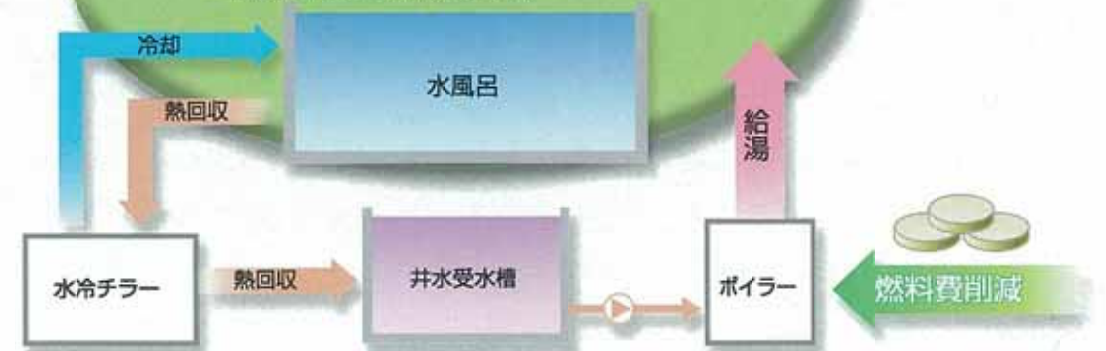 冷却
水風呂
熱回収
給湯
水冷チラー
熱回収
井水受水槽
ボイラー
燃料費削減